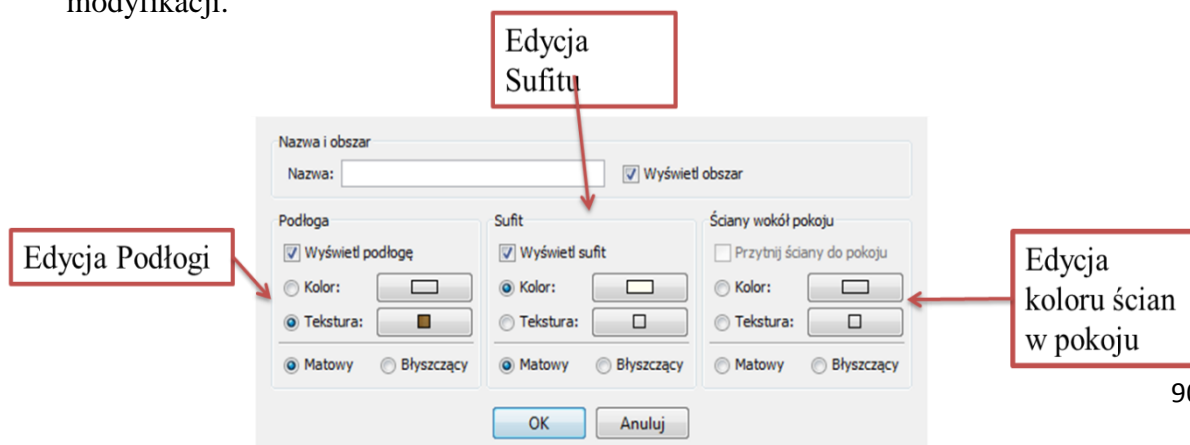 modyfikacji.
Edycja
Sufitu
Nazwa i obszar
Nazwa:
Wyświetl obszar
Podłoga
Wyświetl podłogę
Kolor:
Tekstura:
Matowy Błyszczący
Sufit
Wyświetl sufit
Kolor:
Tekstura:
Matowy Błyszczący
Ściany wokół pokoju
Przytnij ściany do pokoju
Kolor:
Tekstura:
Matowy Błyszczący
Edycja Podłogi
Edycja
koloru ścian
w pokoju
OK Anuluj